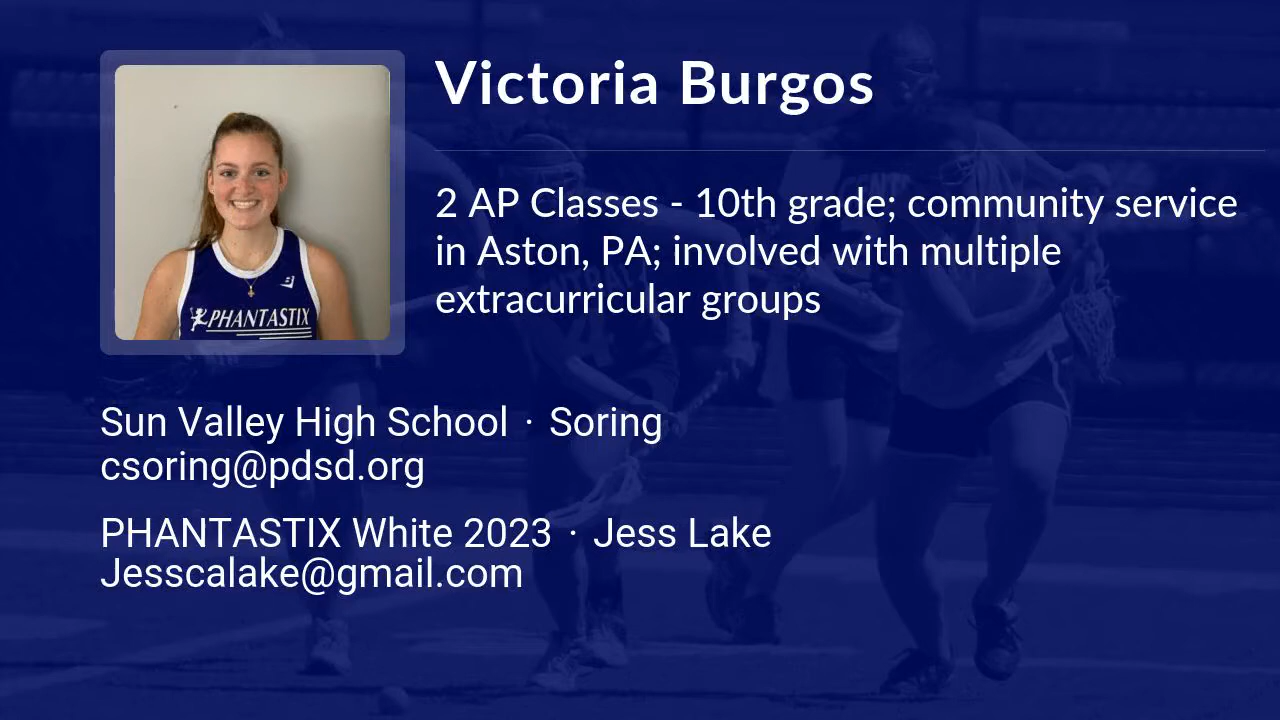 Victoria Burgos
2 AP Classes - 10th grade; community service
in Aston, PA; involved with multiple
extracurricular groups
PHANTASTIX
Sun Valley High School · Soring
csoring@pdsd.org
PHANTASTIX White 2023 · Jess Lake
Jesscalake@gmail.com